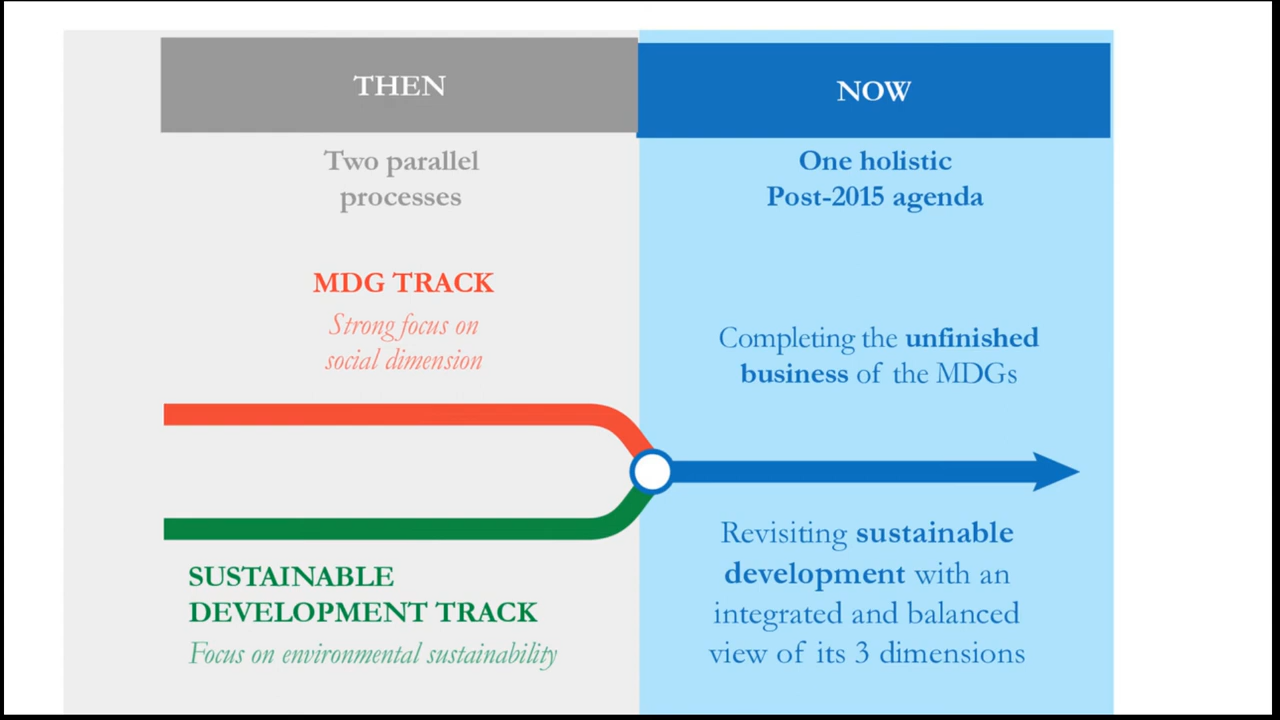 THEN
Two parallel
processes
MDG TRACK
Strong focus on
social dimension
SUSTAINABLE
DEVELOPMENT TRACK
Focus on environmental sustainability
NOW
One holistic
Post-2015 agenda
Completing the unfinished
business of the MDGs
Revisiting sustainable
development with an
integrated and balanced
view of its 3 dimensions